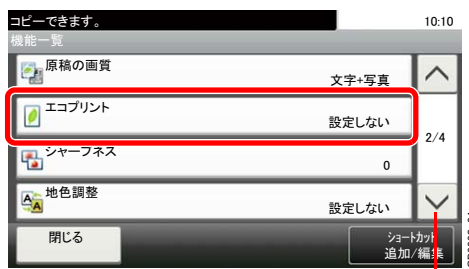 コピーできます。 10:10
機能一覧
原稿の画質
文字+写真
エコプリント
設定しない
2/4
シャープネス
0
地色調整
設定しない
閉じる
ショートカット
追加/編集